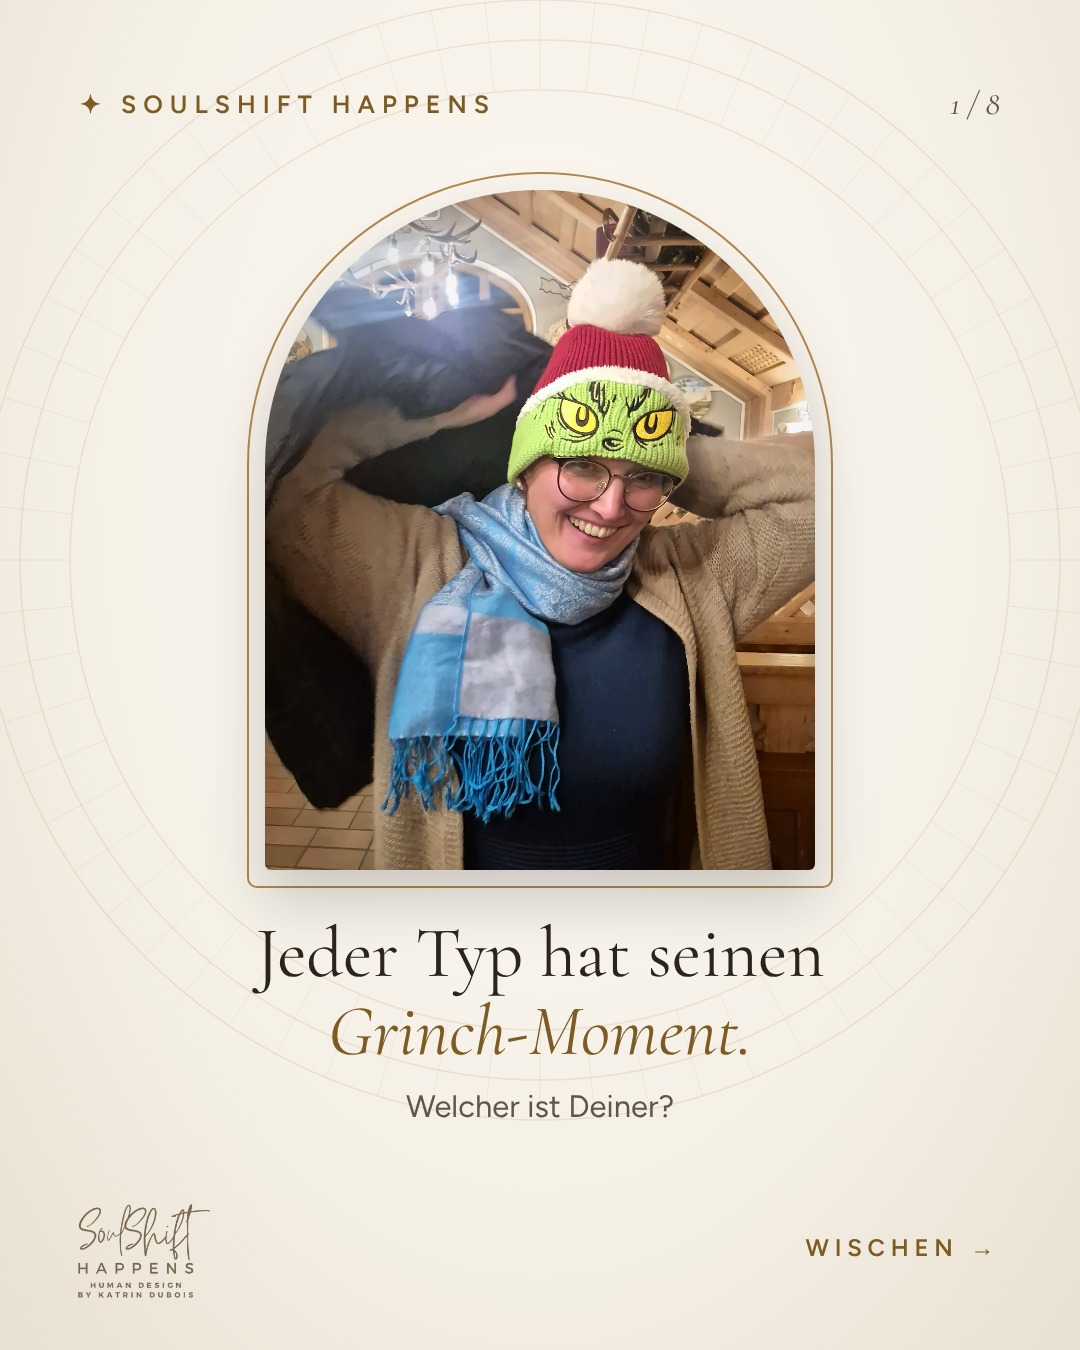 ✦ SOULSHIFT HAPPENS
1/8
Jeder Typ hat seinen
Grinch-Moment.
Welcher ist Deiner?
SoulShift
HAPPENS
HUMAN DESIGN
BY KATRIN DUBOIS
WISCHEN →